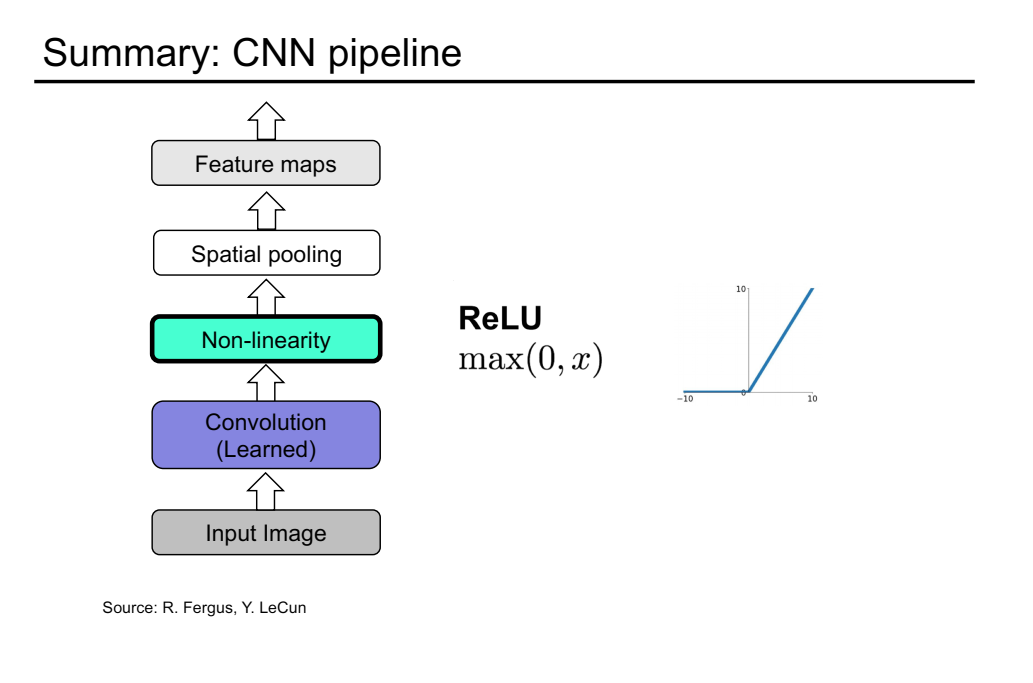 Summary: CNN pipeline
Feature maps
Spatial pooling
Non-linearity
Convolution
(Learned)
Input Image
ReLU
max(0, x)
10
0
−10
10
Source: R. Fergus, Y. LeCun